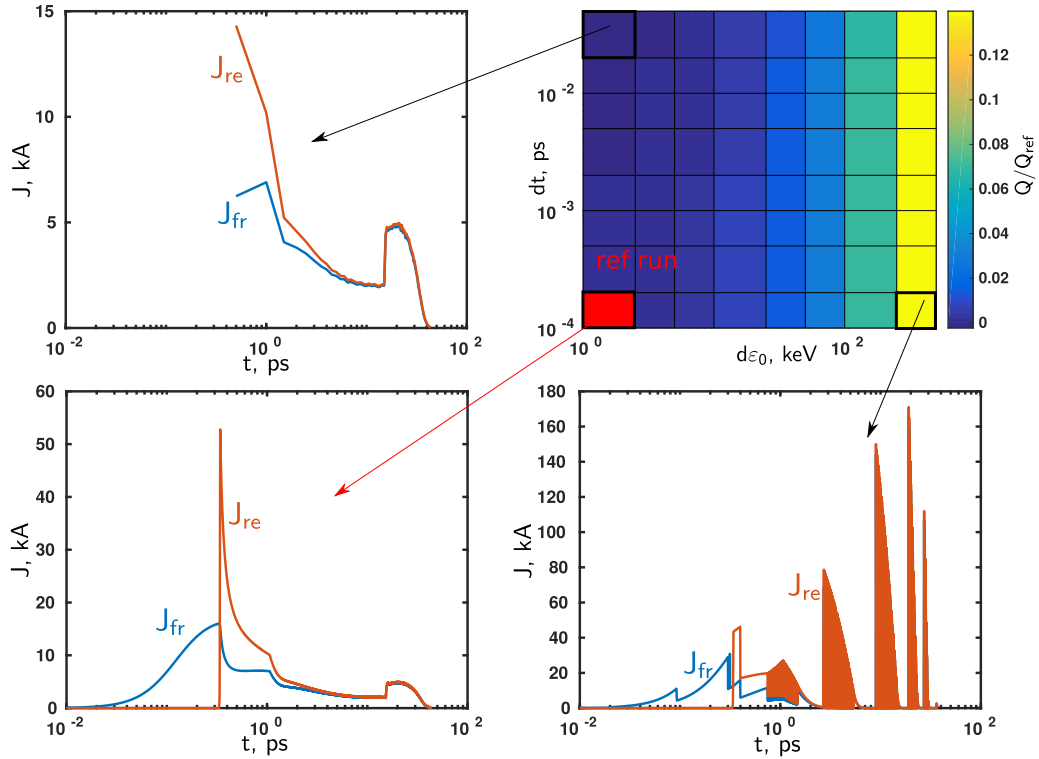 15
10
5
0
J, kA
J_re
J_fr
10^-2
10^0
10^2
t, ps
10^-2
10^-3
10^-4
dt, ps
ref run
10^0
10^2
dε_0, keV
0.12
0.1
0.08
0.06
0.04
0.02
0
Q/Q_ref
60
50
40
30
20
10
0
J, kA
J_re
J_fr
10^-2
10^0
10^2
t, ps
180
160
140
120
100
80
60
40
20
0
J, kA
J_re
J_fr
10^-2
10^0
10^2
t, ps